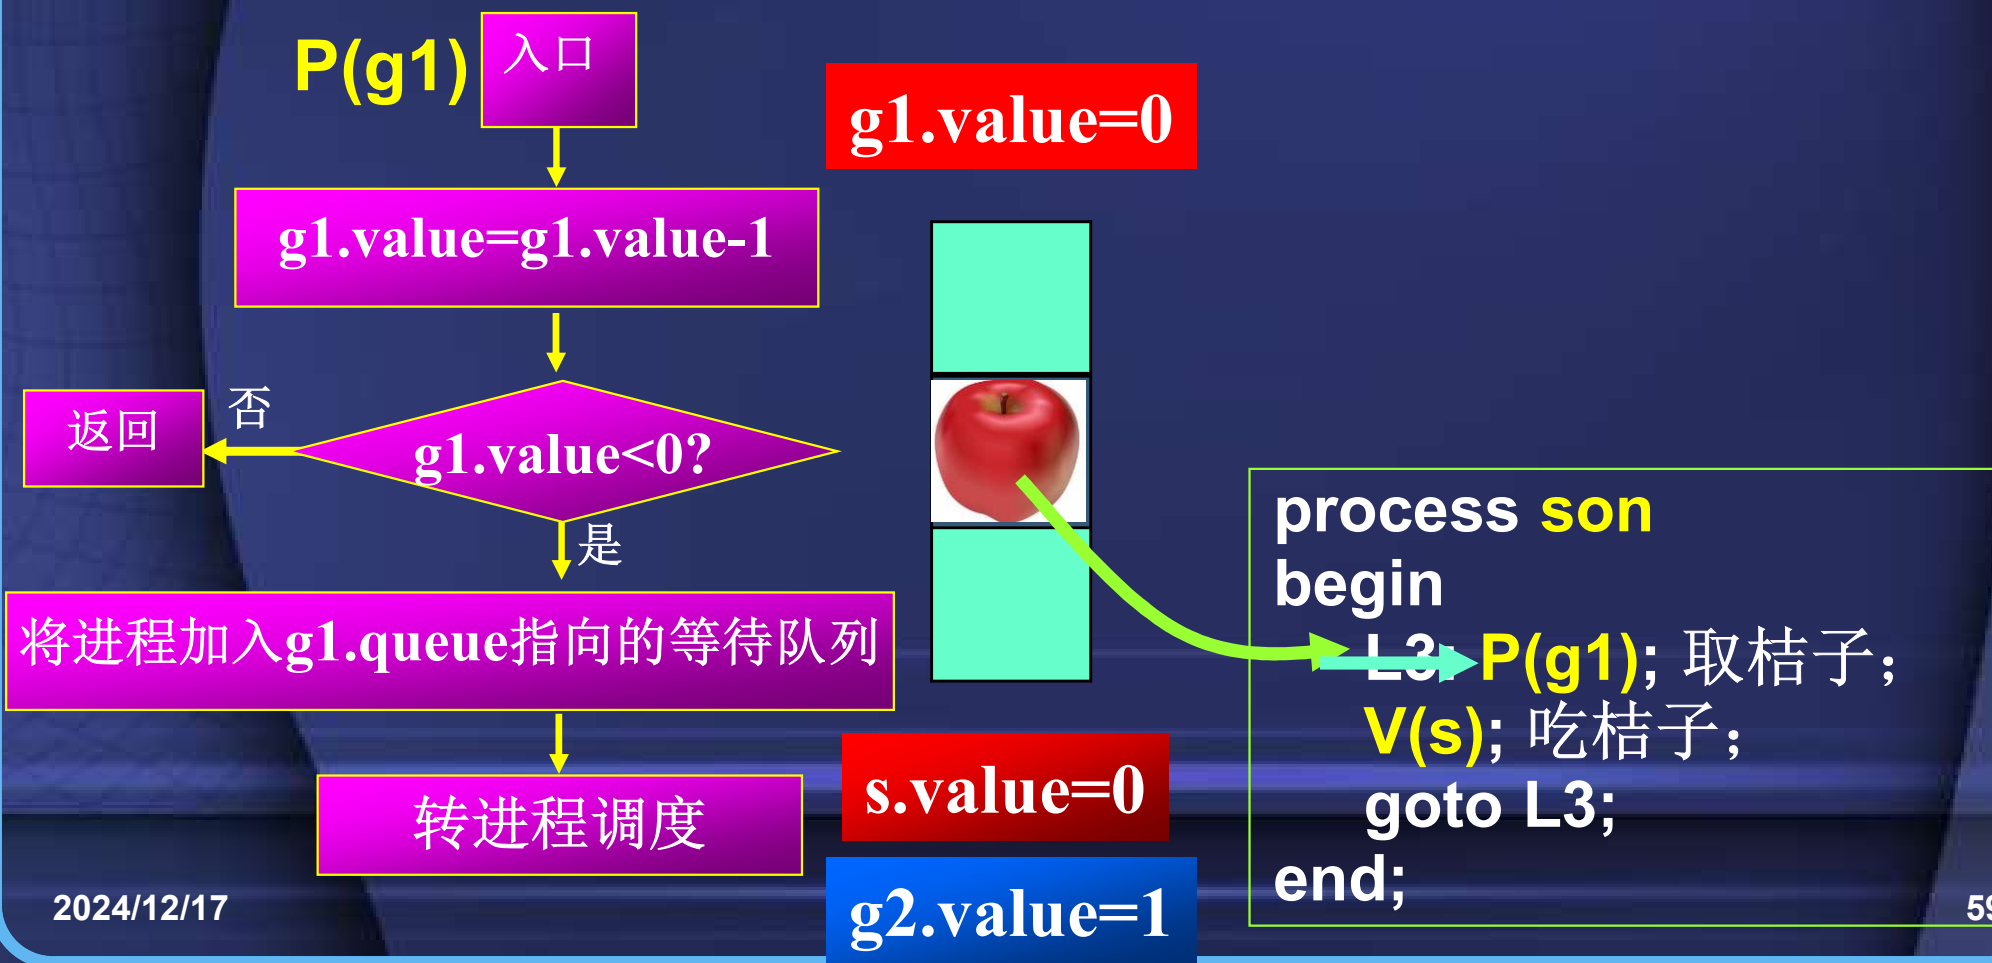 P(g1)
入口
g1.value=g1.value-1
g1.value<0?
否
返回
是
将进程加入g1.queue指向的等待队列
转进程调度
g1.value=0
s.value=0
g2.value=1
process son
begin
L3: P(g1); 取桔子；
V(s); 吃桔子；
goto L3;
end;
2024/12/17
59